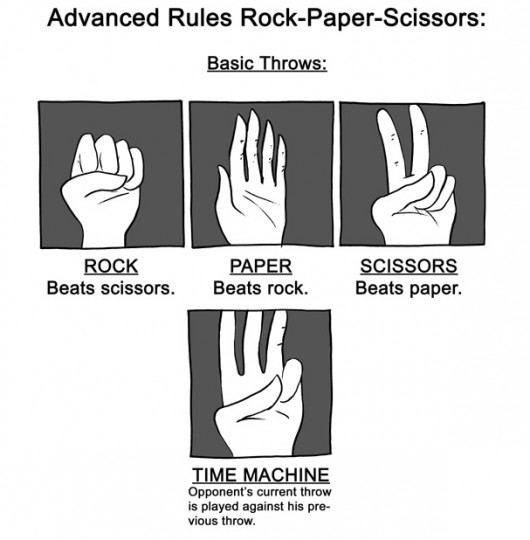 Advanced Rules Rock-Paper-Scissors:
Basic Throws:
ROCK
Beats scissors.
PAPER
Beats rock.
SCISSORS
Beats paper.
TIME MACHINE
Opponent's current throw
is played against his pre-
vious throw.